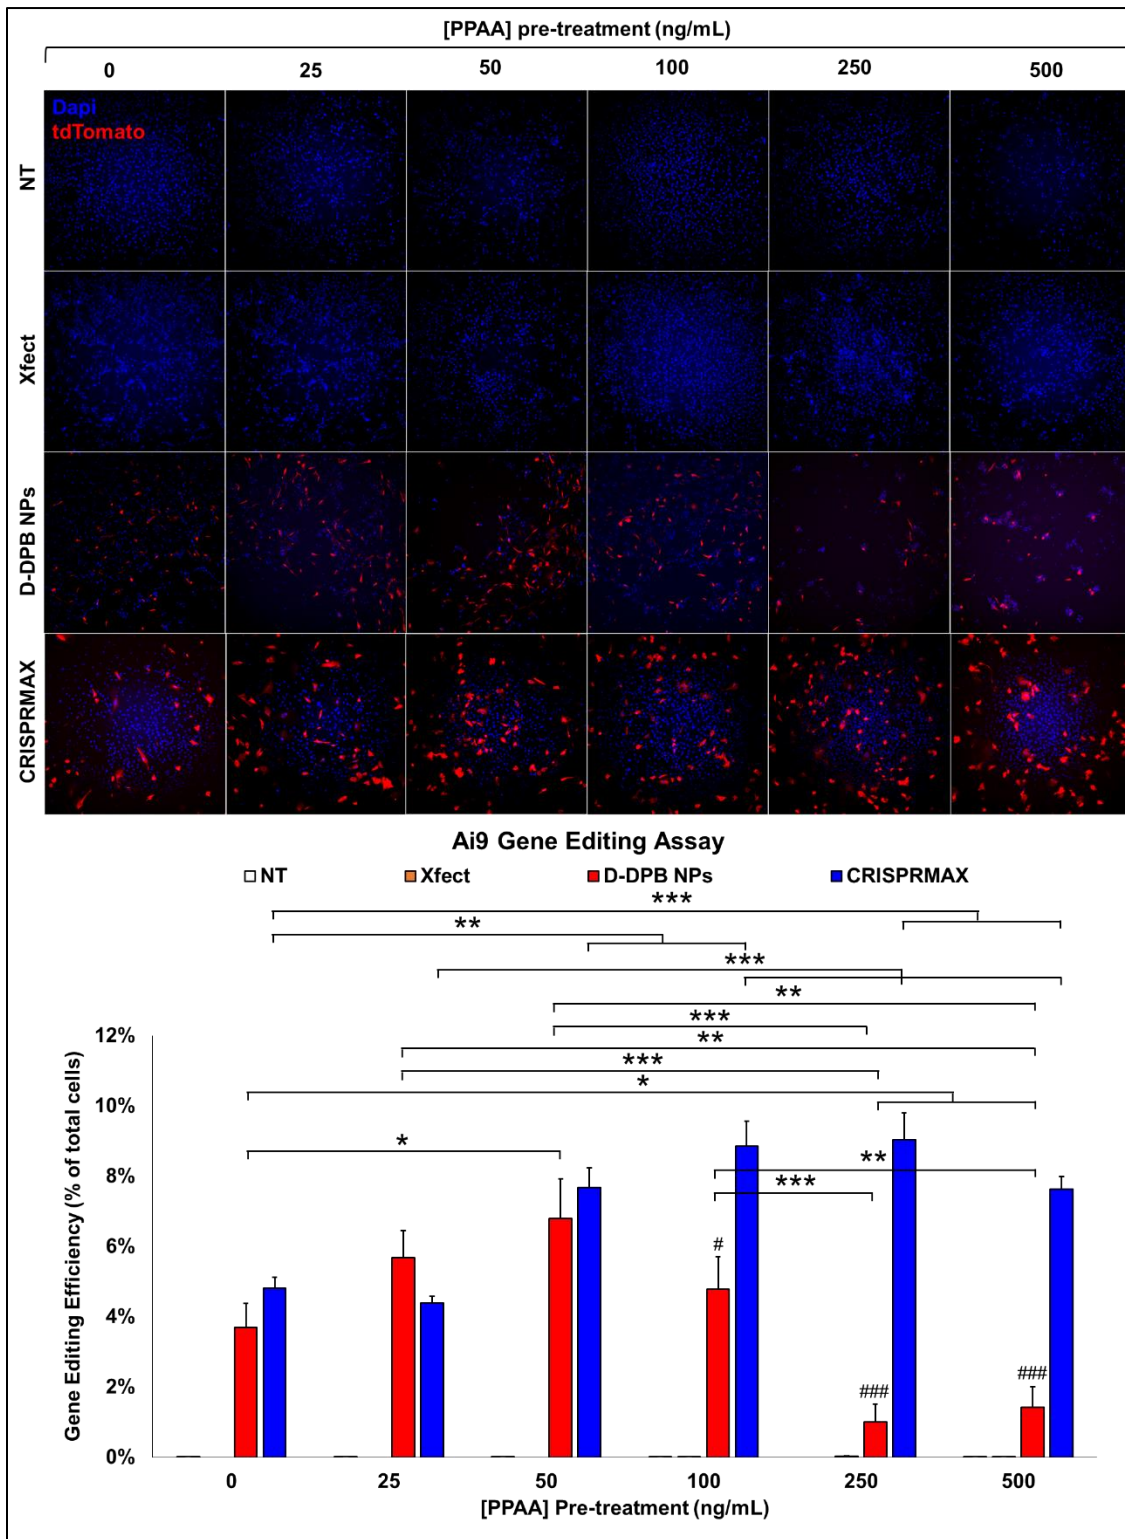 [PPAA] pre-treatment (ng/mL)
0 25 50 100 250 500
Dapi
tdTomato
NT
Xfect
D-DPB NPs
CRISPRMAX
Ai9 Gene Editing Assay
NT Xfect D-DPB NPs CRISPRMAX
***
**
***
**
***
**
***
*
*
**
***
#
###
###
Gene Editing Efficiency (% of total cells)
12%
10%
8%
6%
4%
2%
0%
0 25 50 100 250 500
[PPAA] Pre-treatment (ng/mL)